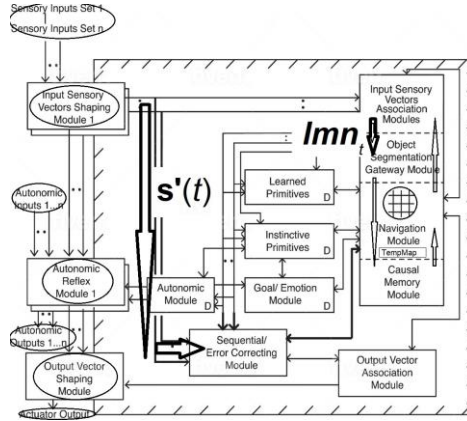 Sensory Inputs Set 1
Sensory Inputs Set n
Input Sensory
Vectors Shaping
Module 1
Input Sensory
Vectors
Association
Modules
lmn t
Object
Segmentation
Gateway Module
s'(t)
Learned
Primitives
D
Autonomic
Inputs 1...n
Instinctive
Primitives
D
Navigation
Module
TempMap
Autonomic
Reflex
Module 1
Autonomic
Module
D
Goal/Emotion
Module
D
Causal
Memory
Module
Autonomic
Outputs 1...n
Sequential/
Error Correcting
Module
Output Vector
Shaping
Module
Output Vector
Association
Module
Actuator Output